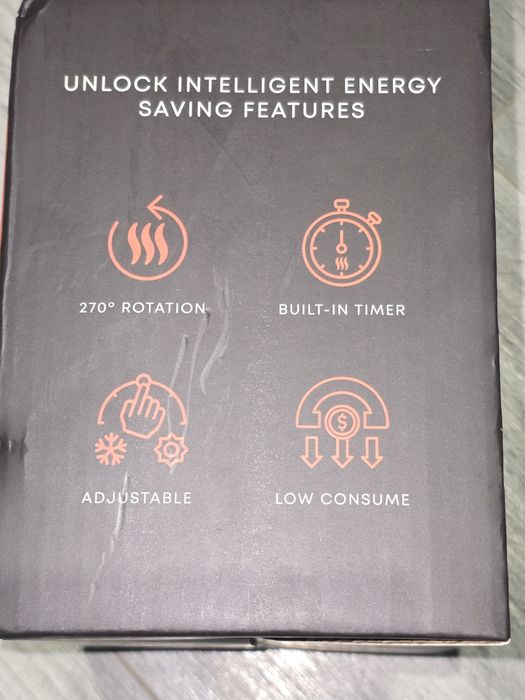 UNLOCK INTELLIGENT ENERGY
SAVING FEATURES
270° ROTATION
BUILT-IN TIMER
$
ADJUSTABLE
LOW CONSUME